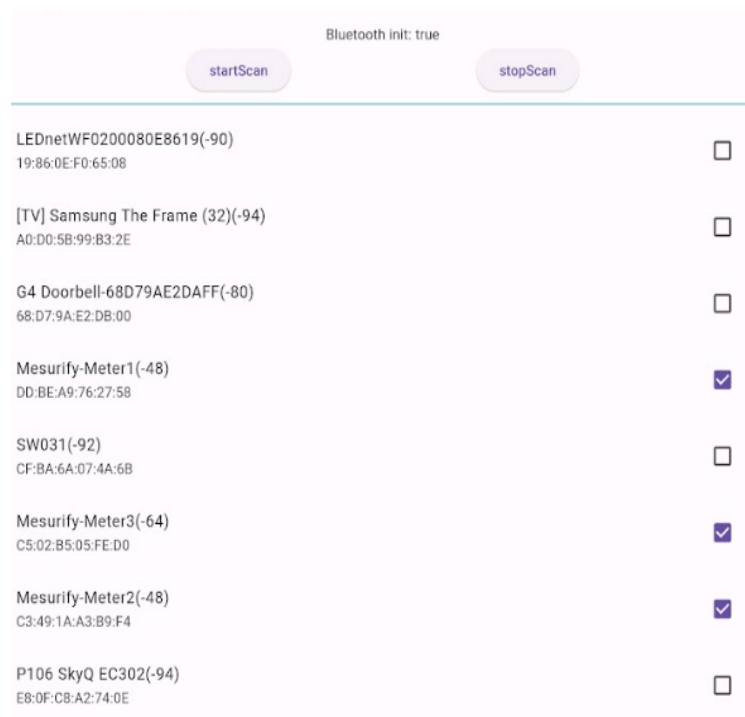 Bluetooth init: true
startScan
stopScan
LEDnetWF0200080E8619(-90)
19:86:0E:F0:65:08
[TV] Samsung The Frame (32)(-94)
A0:D0:5B:99:B3:2E
G4 Doorbell-68D79AE2DAFF(-80)
68:D7:9A:E2:DB:00
Mesurify-Meter1(-48)
DD:BE:A9:76:27:58
SW031(-92)
CF:BA:6A:07:4A:6B
Mesurify-Meter3(-64)
C5:02:B5:05:FE:D0
Mesurify-Meter2(-48)
C3:49:1A:A3:B9:F4
P106 SkyQ EC302(-94)
E8:0F:C8:A2:74:0E